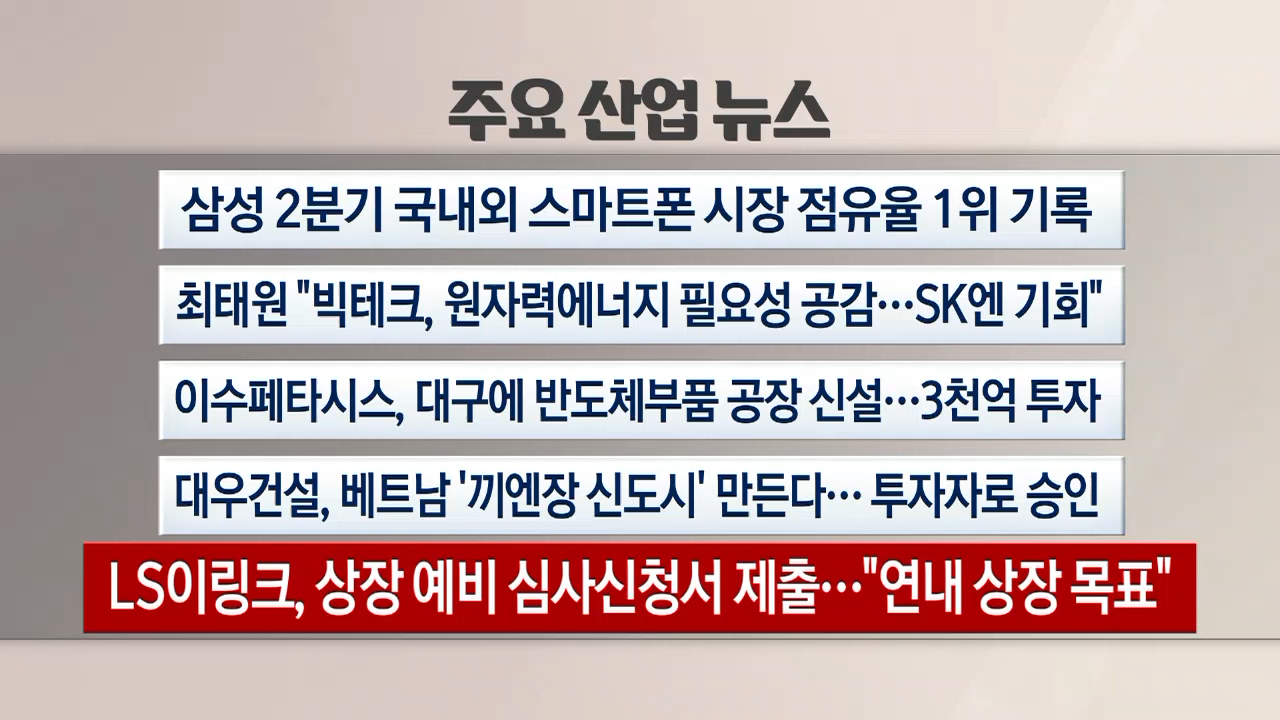 주요 산업 뉴스
삼성 2분기 국내외 스마트폰 시장 점유율 1위 기록
최태원 "빅테크, 원자력에너지 필요성 공감…SK엔 기회"
이수페타시스, 대구에 반도체부품 공장 신설…3천억 투자
대우건설, 베트남 '끼엔장 신도시' 만든다… 투자자로 승인
LS이링크, 상장 예비 심사신청서 제출…"연내 상장 목표"